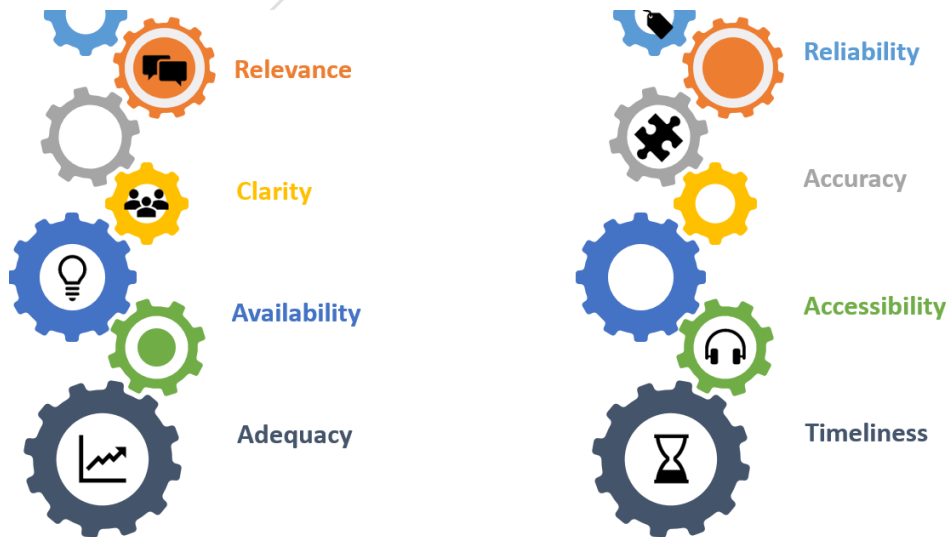 Relevance
Clarity
Availability
Adequacy
Reliability
Accuracy
Accessibility
Timeliness